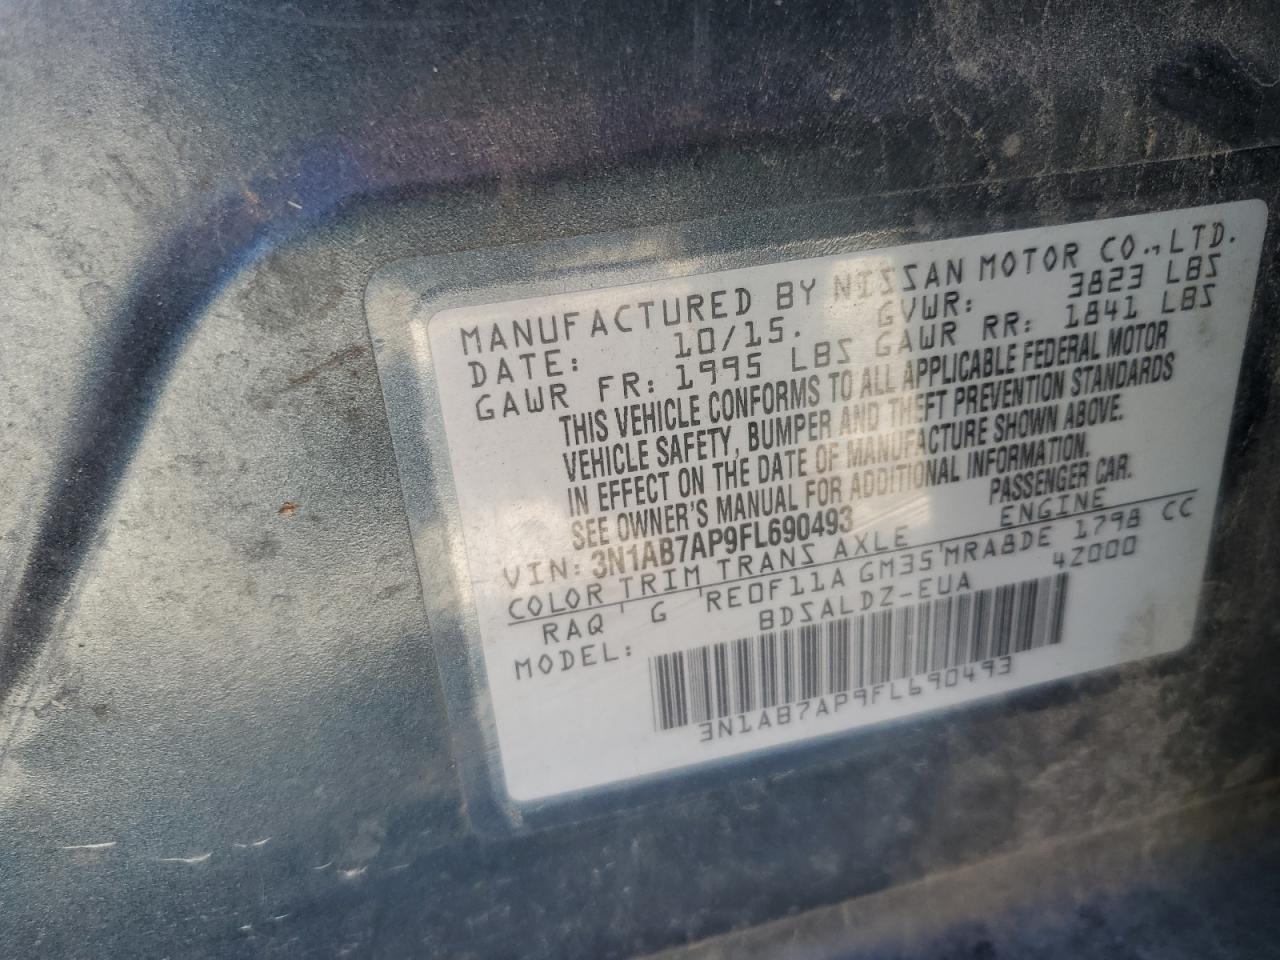 MANUFACTURED BY NISSAN MOTOR CO.,LTD.
DATE: 10/15. GVWR: 3823 LBS
GAWR FR: 1995 LBS GAWR RR: 1841 LBS
THIS VEHICLE CONFORMS TO ALL APPLICABLE FEDERAL MOTOR
VEHICLE SAFETY, BUMPER AND THEFT PREVENTION STANDARDS
IN EFFECT ON THE DATE OF MANUFACTURE SHOWN ABOVE.
SEE OWNER'S MANUAL FOR ADDITIONAL INFORMATION.
VIN: 3N1AB7AP9FL690493 PASSENGER CAR.
COLOR TRIM TRANS AXLE ENGINE
RAQ G RE0F11A GM35 MRA8DE 1798 CC
MODEL: BDSALDZ-EUA 4Z000
3N1AB7AP9FL690493